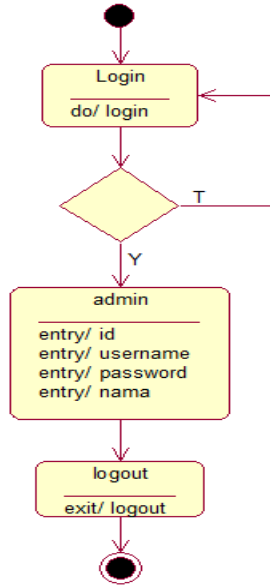 Login
do/ login
T
Y
admin
entry/ id
entry/ username
entry/ password
entry/ nama
logout
exit/ logout